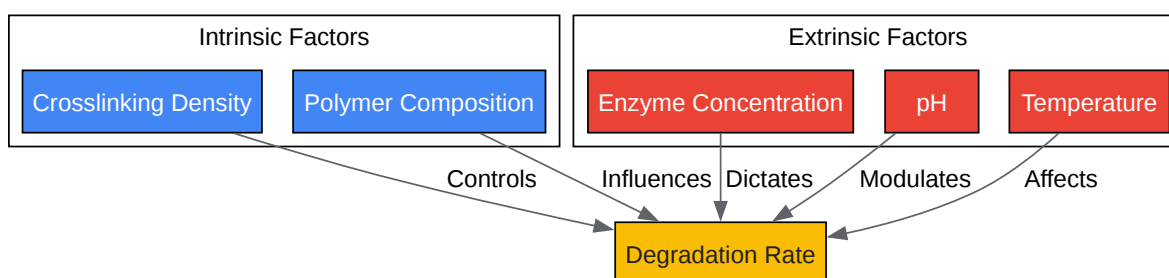 Intrinsic Factors
Extrinsic Factors
Crosslinking Density
Polymer Composition
Enzyme Concentration
pH
Temperature
Controls
Influences
Dictates
Modulates
Affects
Degradation Rate